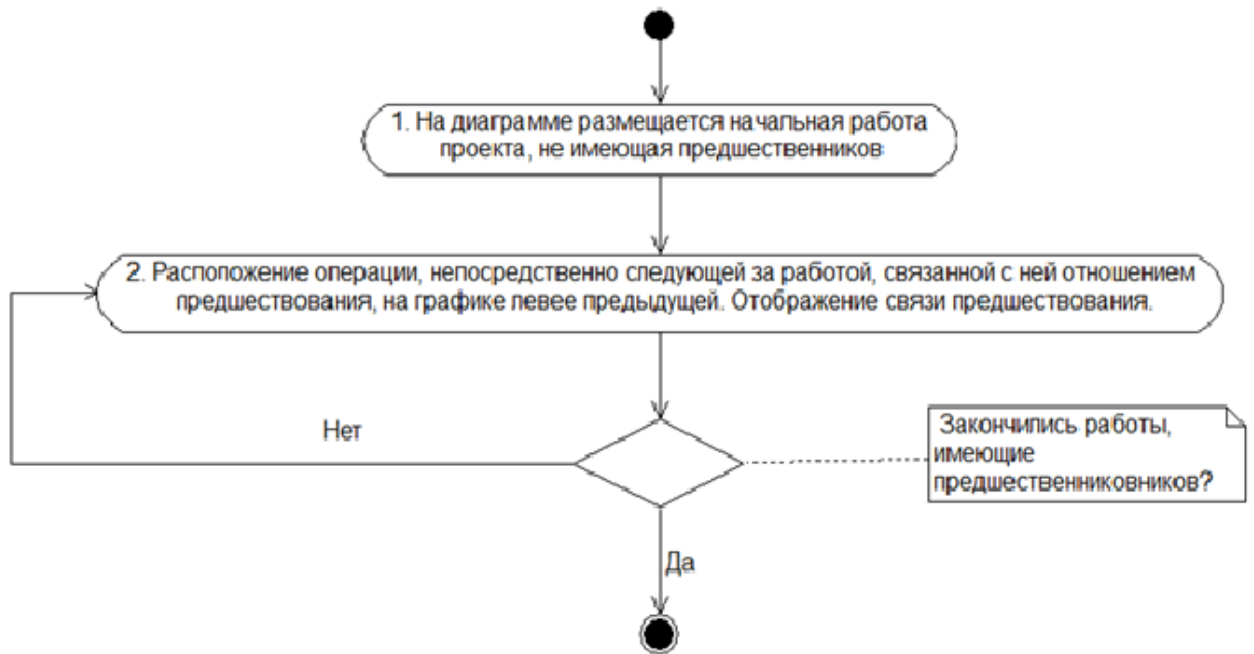 1. На диаграмме размещается начальная работа
проекта, не имеющая предшественников
2. Расположение операции, непосредственно следующей за работой, связанной с ней отношением
предшествования, на графике левее предыдущей. Отображение связи предшествования.
Нет
Закончились работы,
имеющие
предшественниковников?
Да